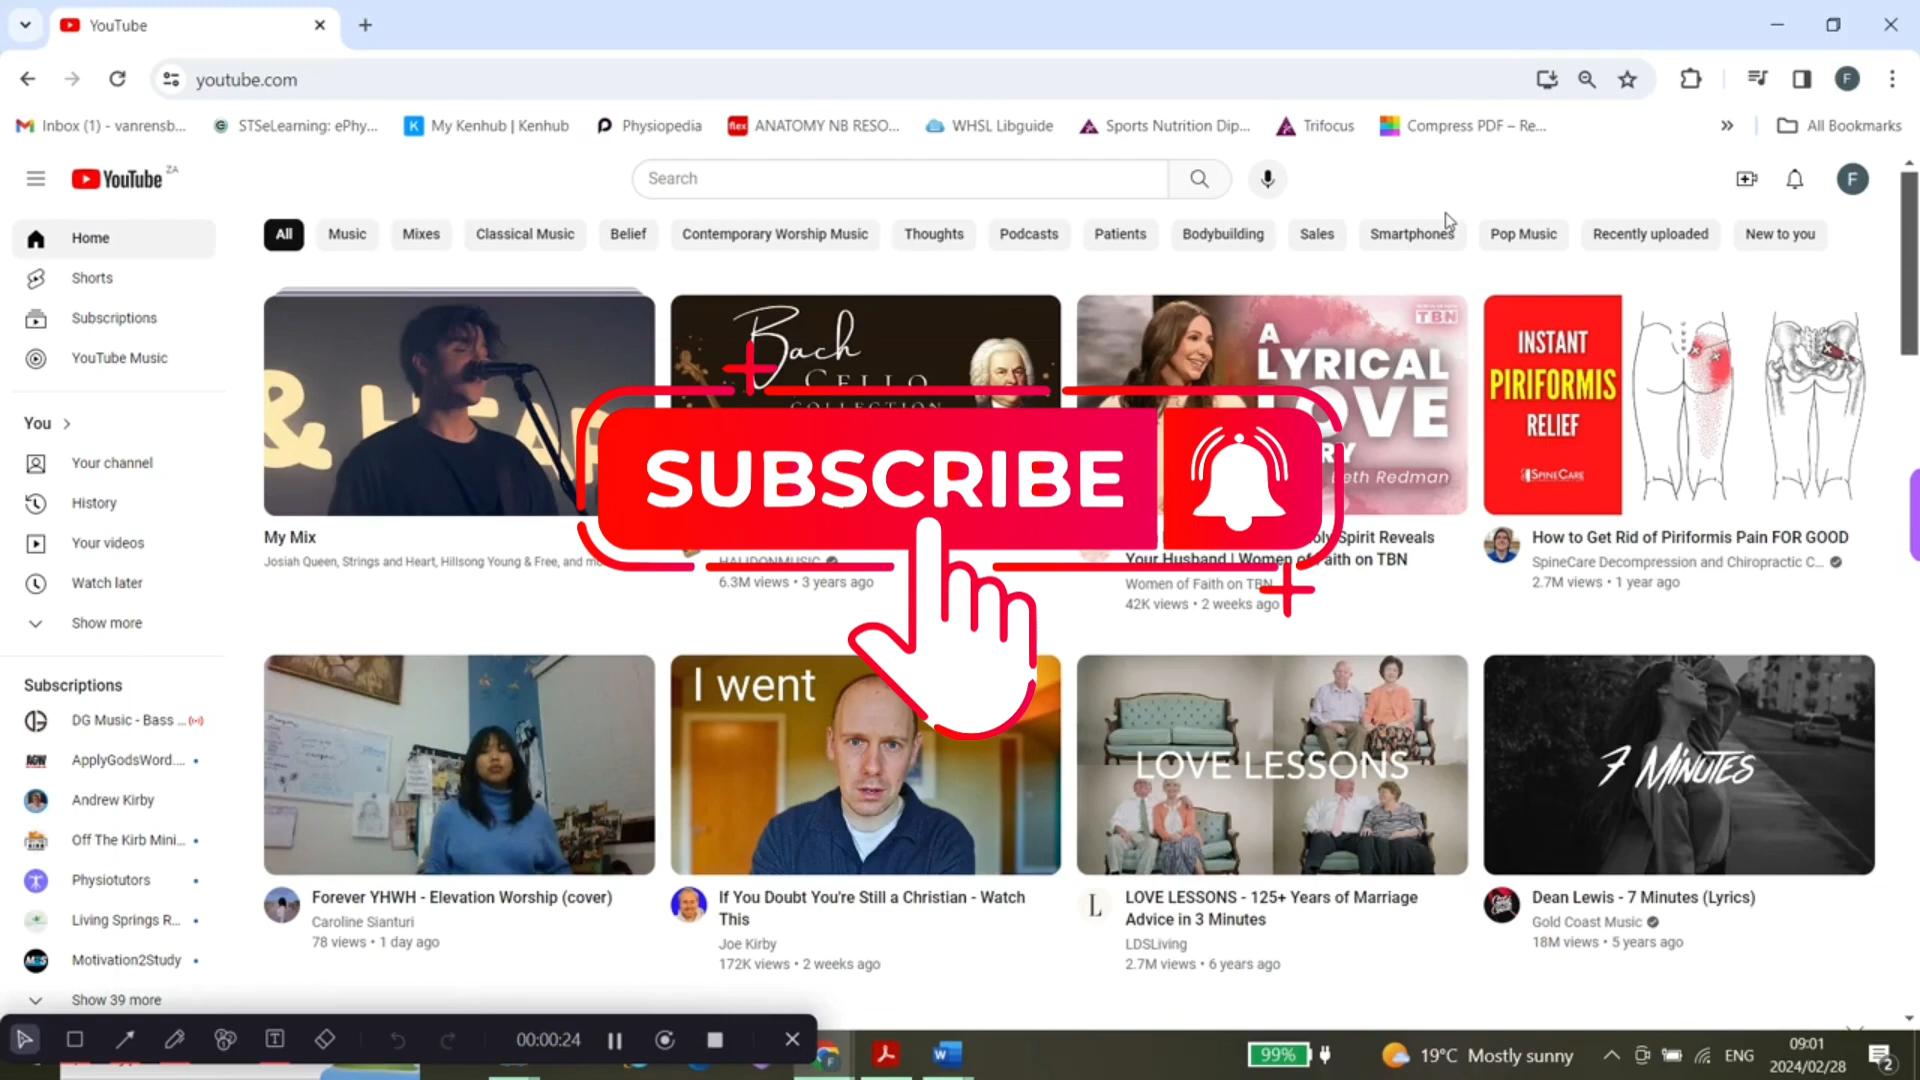 YouTube
youtube.com
Inbox (1) - vanrensb...
STSeLearning: ePhy...
My Kenhub | Kenhub
Physiopedia
ANATOMY NB RESO...
WHSL Libguide
Sports Nutrition Dip...
Trifocus
Compress PDF – Re...
All Bookmarks
YouTube ZA
Search
F
Home
Shorts
Subscriptions
YouTube Music
You
Your channel
History
Your videos
Watch later
Show more
Subscriptions
DG Music - Bass ...
ApplyGodsWord....
Andrew Kirby
Off The Kirb Mini...
Physiotutors
Living Springs R...
Motivation2Study
Show 39 more
All
Music
Mixes
Classical Music
Belief
Contemporary Worship Music
Thoughts
Podcasts
Patients
Bodybuilding
Sales
Smartphones
Pop Music
Recently uploaded
New to you
& HEAR
My Mix
Josiah Queen, Strings and Heart, Hillsong Young & Free, and mo
Bach
CELLO
COLLECTION
HALIDONMUSIC
6.3M views • 3 years ago
TBN
A
LYRICAL
OVE
RY
eth Redman
oly Spirit Reveals
Your Husband | Women of Faith on TBN
Women of Faith on TBN
42K views • 2 weeks ago
INSTANT
PIRIFORMIS
RELIEF
SPINECARE
How to Get Rid of Piriformis Pain FOR GOOD
SpineCare Decompression and Chiropractic C...
2.7M views • 1 year ago
SUBSCRIBE
Forever YHWH - Elevation Worship (cover)
Caroline Sianturi
78 views • 1 day ago
I went
If You Doubt You're Still a Christian - Watch
This
Joe Kirby
172K views • 2 weeks ago
LOVE LESSONS
L
LOVE LESSONS - 125+ Years of Marriage
Advice in 3 Minutes
LDSLiving
2.7M views • 6 years ago
7 MINUTES
Dean Lewis - 7 Minutes (Lyrics)
Gold Coast Music
18M views • 5 years ago
00:00:24
99%
19°C Mostly sunny
ENG
09:01
2024/02/28
2